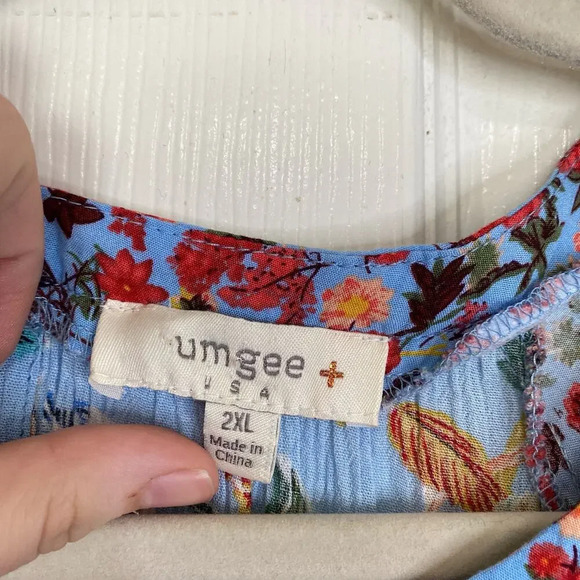 umgee +
USA
2XL
Made in
China